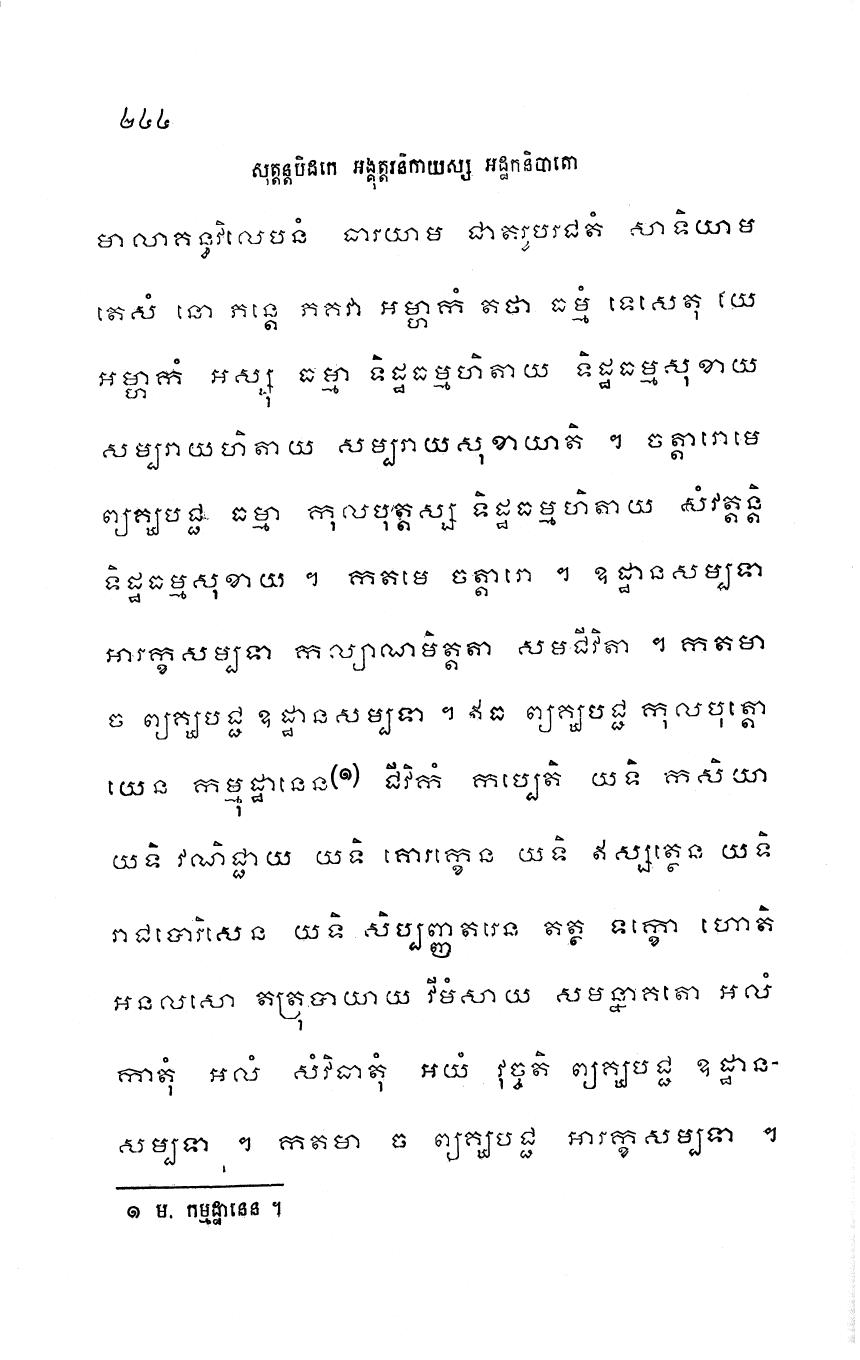 ២៤៤
សុត្តន្តបិដកេ អង្គុត្តរនិកាយស្ស អដ្ឋកនិបាតោ
មាលាគន្ធវិលេបនំ ធារយាម ជាតរូបរជតំ សាទិយាម
តេសំ នោ ភន្តេ ភគវា អម្ហាកំ តថា ធម្មំ ទេសេតុ យេ
អម្ហាកំ អស្សុ ធម្មា ទិដ្ឋធម្មហិតាយ ទិដ្ឋធម្មសុខាយ
សម្បរាយហិតាយ សម្បរាយសុខាយាតិ ។ ចត្តារោមេ
ព្យគ្ឃបជ្ជ ធម្មា កុលបុត្តស្ស ទិដ្ឋធម្មហិតាយ សំវត្តន្តិ
ទិដ្ឋធម្មសុខាយ ។ កតមេ ចត្តារោ ។ ឧដ្ឋានសម្បទា
អារក្ខសម្បទា កល្យាណមិត្តតា សមជីវិតា ។ កតមា
ច ព្យគ្ឃបជ្ជ ឧដ្ឋានសម្បទា ។ ឥធ ព្យគ្ឃបជ្ជ កុលបុត្តោ
យេន កម្មុដ្ឋានេន(១) ជីវិកំ កប្បេតិ យទិ កសិយា
យទិ វណិជ្ជាយ យទិ គោរក្ខេន យទិ ឥស្សត្ថេន យទិ
រាជបោរិសេន យទិ សិប្បញ្ញតរេន តត្ថ ទក្ខោ ហោតិ
អនលសោ តត្រុបាយាយ វីមំសាយ សមន្នាគតោ អលំ
កាតុំ អលំ សំវិធាតុំ អយំ វុច្ចតិ ព្យគ្ឃបជ្ជ ឧដ្ឋាន-
សម្បទា ។ កតមា ច ព្យគ្ឃបជ្ជ អារក្ខសម្បទា ។
១ ម. កម្មដ្ឋានេន ។